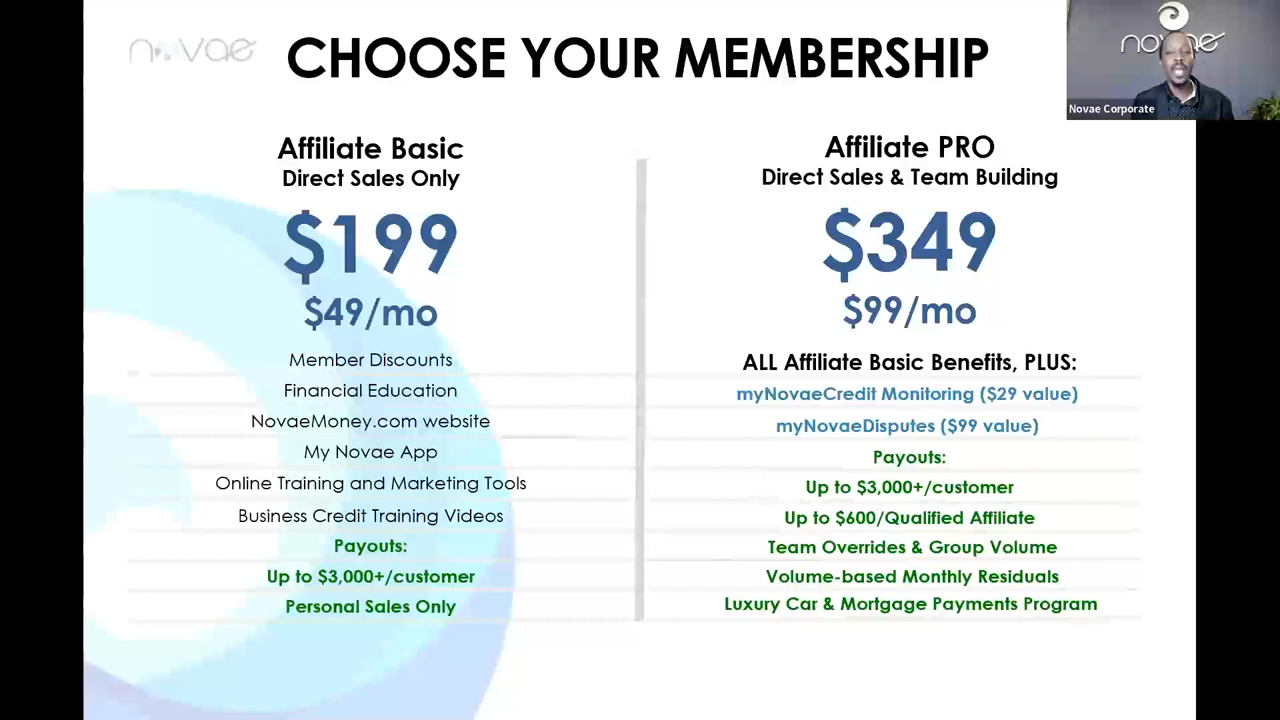 novae
CHOOSE YOUR MEMBERSHIP
novae
Novae Corporate
Affiliate Basic
Direct Sales Only
$199
$49/mo
Member Discounts
Financial Education
NovaeMoney.com website
My Novae App
Online Training and Marketing Tools
Business Credit Training Videos
Payouts:
Up to $3,000+/customer
Personal Sales Only
Affiliate PRO
Direct Sales & Team Building
$349
$99/mo
ALL Affiliate Basic Benefits, PLUS:
myNovaeCredit Monitoring ($29 value)
myNovaeDisputes ($99 value)
Payouts:
Up to $3,000+/customer
Up to $600/Qualified Affiliate
Team Overrides & Group Volume
Volume-based Monthly Residuals
Luxury Car & Mortgage Payments Program